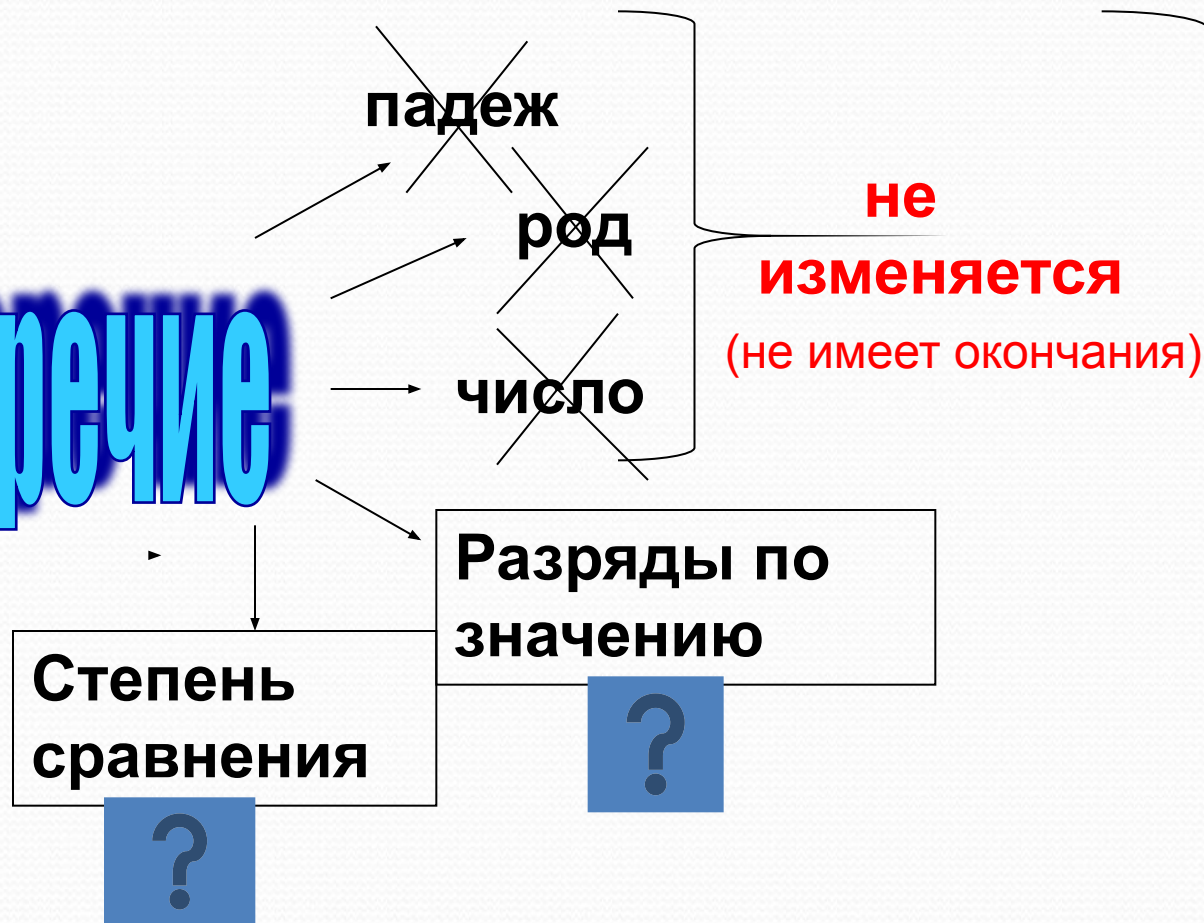 падеж
род
число
не
изменяется
(не имеет окончания)
речие
Разряды по
значению
Степень
сравнения
?
?